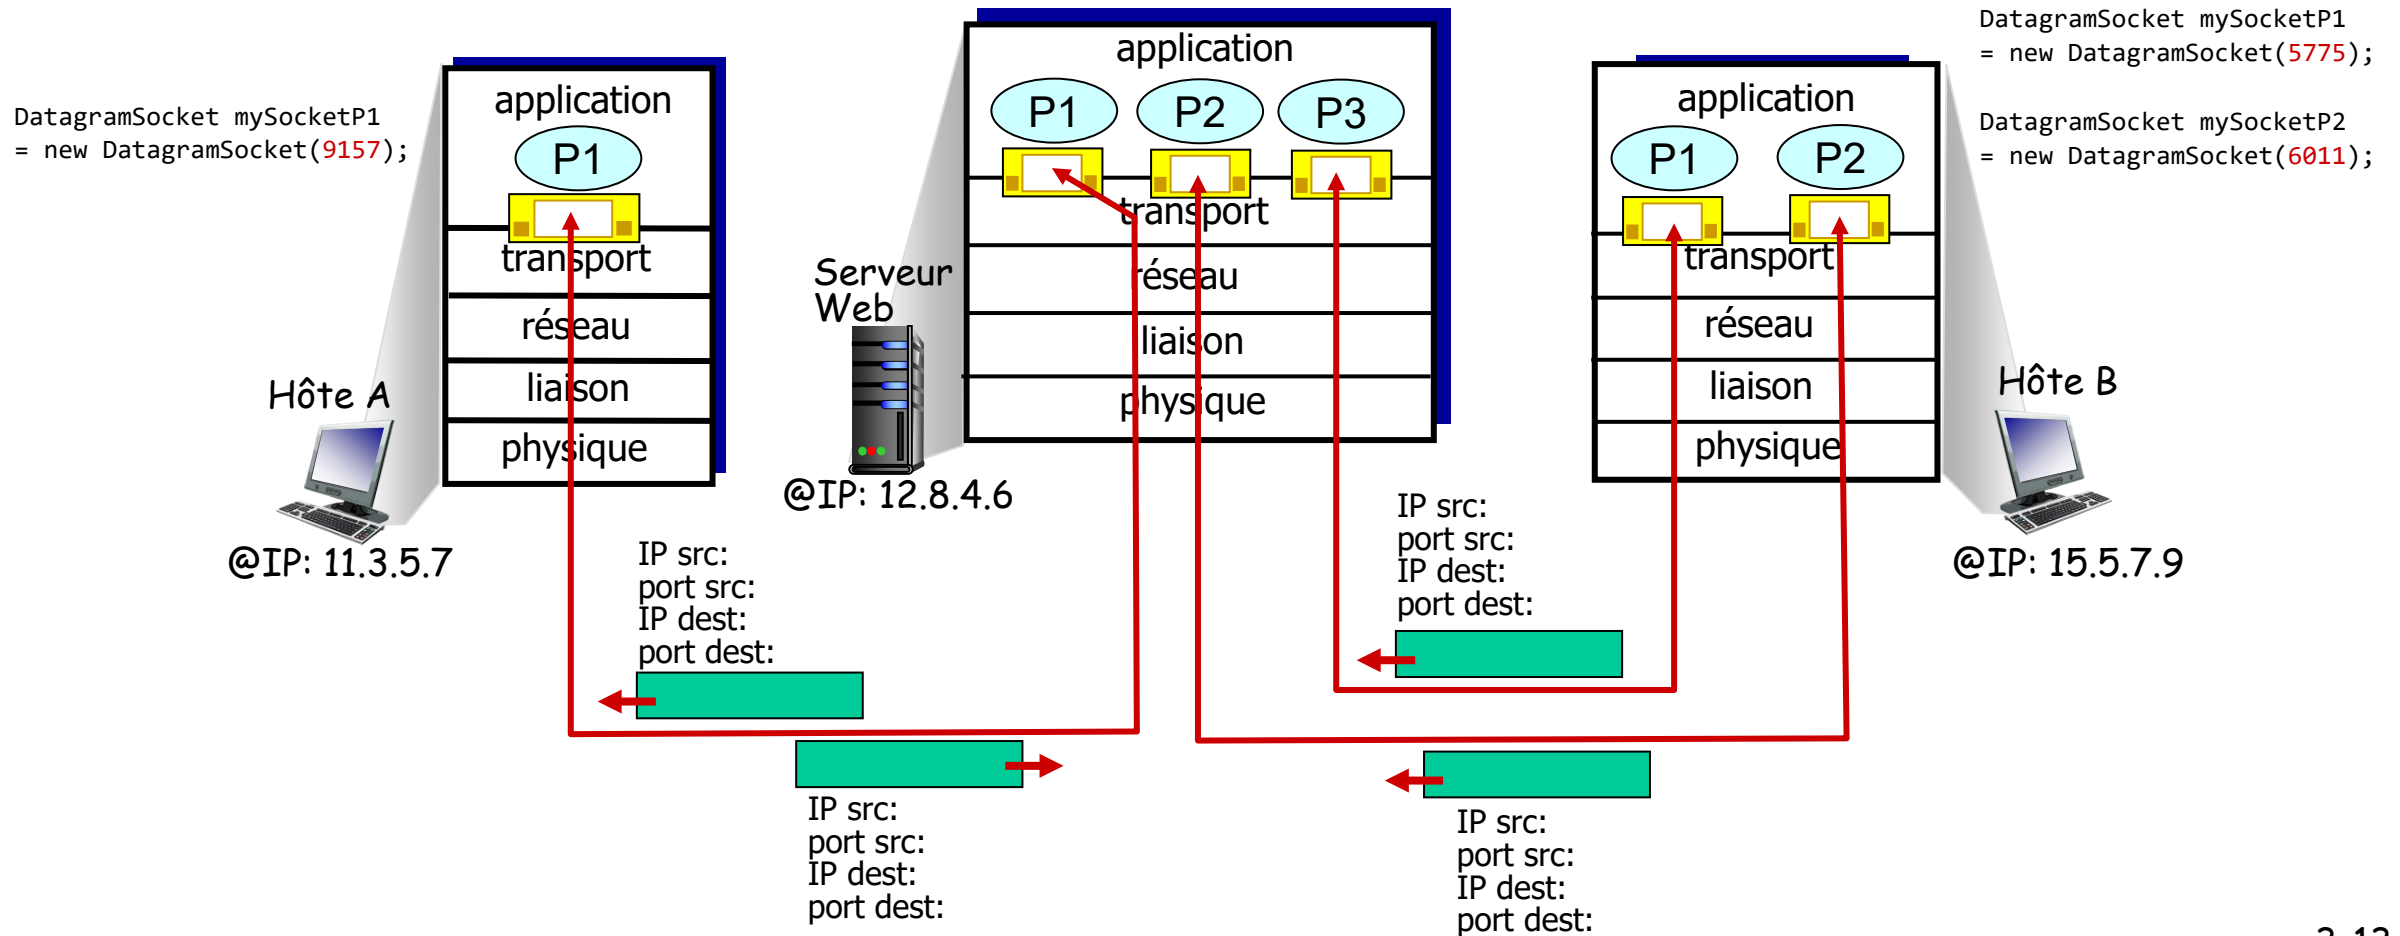 DatagramSocket mySocketP1
= new DatagramSocket(9157);
application
P1
transport
réseau
liaison
physique
Hôte A
@IP: 11.3.5.7
application
P1
P2
P3
transport
réseau
liaison
physique
Serveur
Web
@IP: 12.8.4.6
DatagramSocket mySocketP1
= new DatagramSocket(5775);
DatagramSocket mySocketP2
= new DatagramSocket(6011);
application
P1
P2
transport
réseau
liaison
physique
Hôte B
@IP: 15.5.7.9
IP src:
port src:
IP dest:
port dest:
IP src:
port src:
IP dest:
port dest:
IP src:
port src:
IP dest:
port dest:
IP src:
port src:
IP dest:
port dest: